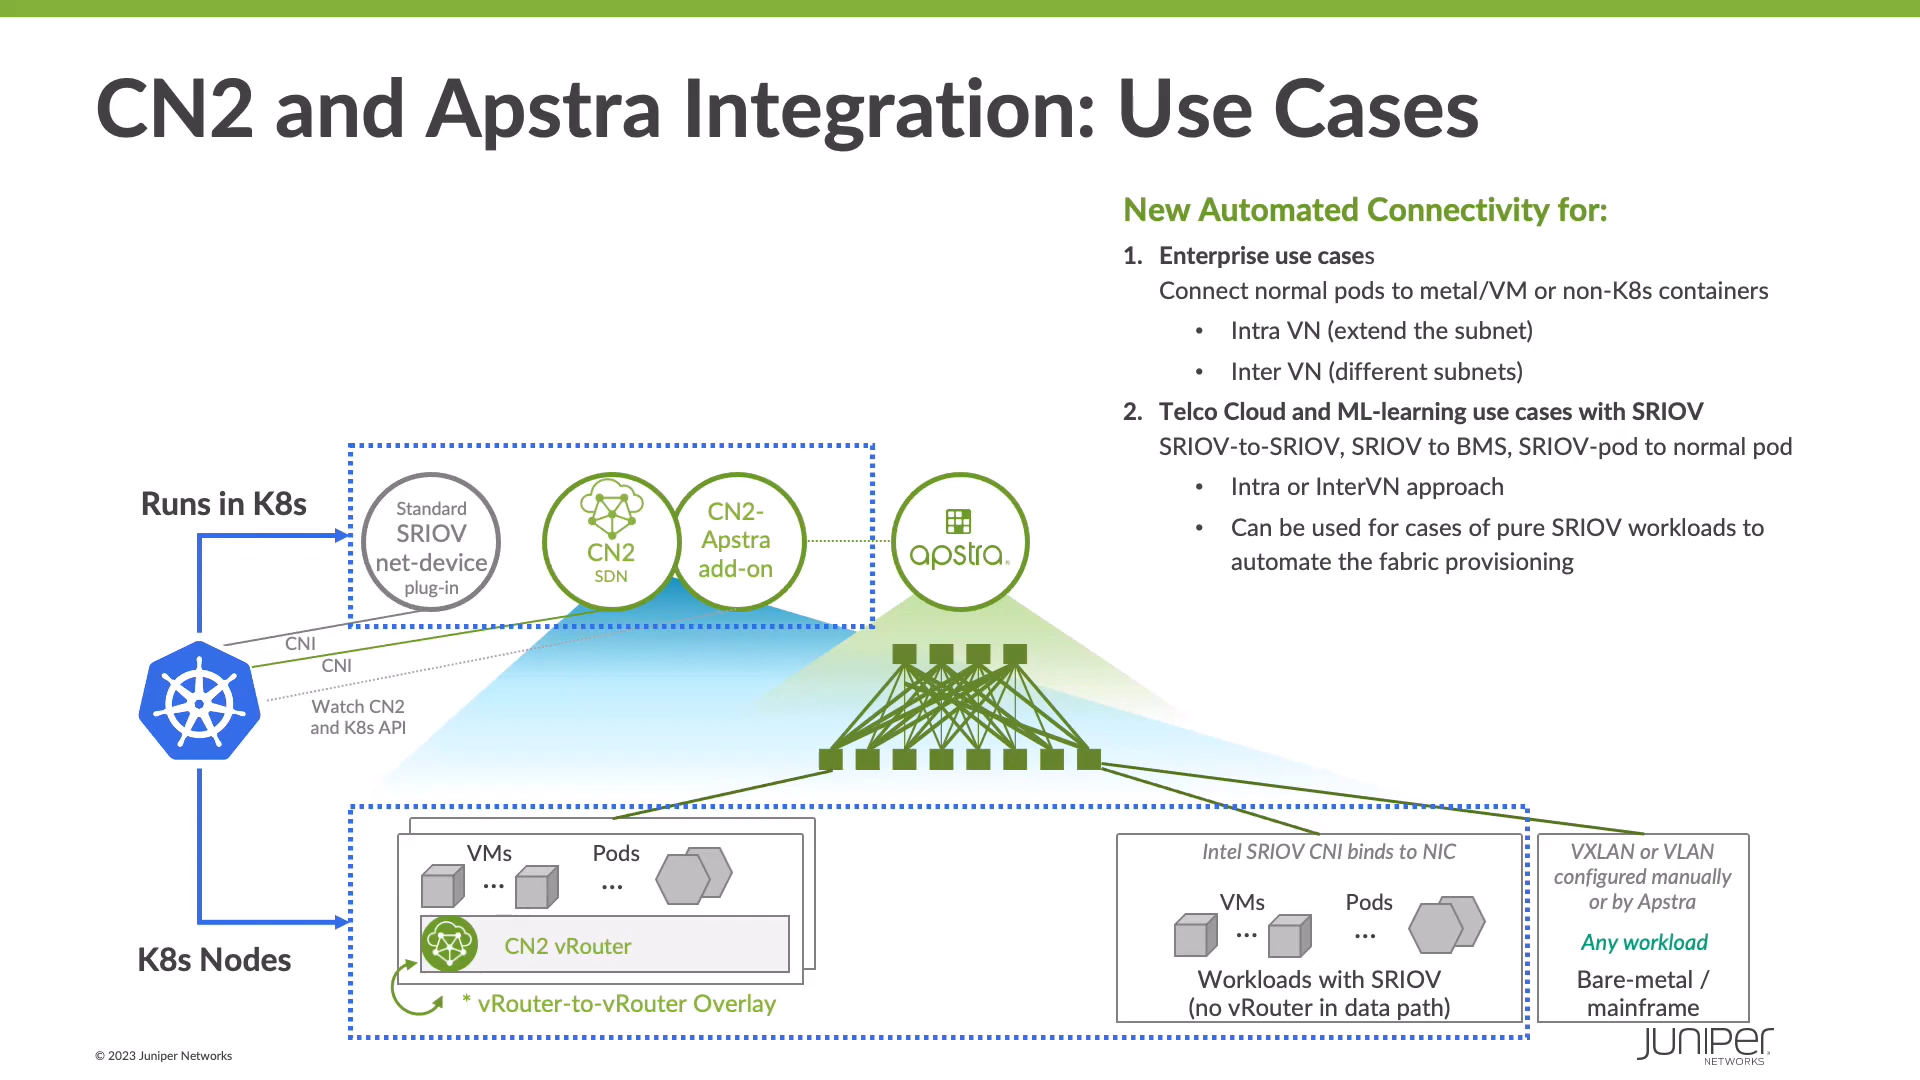 CN2 and Apstra Integration: Use Cases
New Automated Connectivity for:
1. Enterprise use cases
Connect normal pods to metal/VM or non-K8s containers
• Intra VN (extend the subnet)
• Inter VN (different subnets)
2. Telco Cloud and ML-learning use cases with SRIOV
SRIOV-to-SRIOV, SRIOV to BMS, SRIOV-pod to normal pod
• Intra or InterVN approach
• Can be used for cases of pure SRIOV workloads to
automate the fabric provisioning
Runs in K8s
Standard
SRIOV
net-device
plug-in
CN2
SDN
CN2-
Apstra
add-on
apstra
CNI
CNI
Watch CN2
and K8s API
K8s Nodes
VMs
...
Pods
...
CN2 vRouter
* vRouter-to-vRouter Overlay
Intel SRIOV CNI binds to NIC
VMs
...
Pods
...
Workloads with SRIOV
(no vRouter in data path)
VXLAN or VLAN
configured manually
or by Apstra
Any workload
Bare-metal /
mainframe
© 2023 Juniper Networks
JUNIPER
NETWORKS